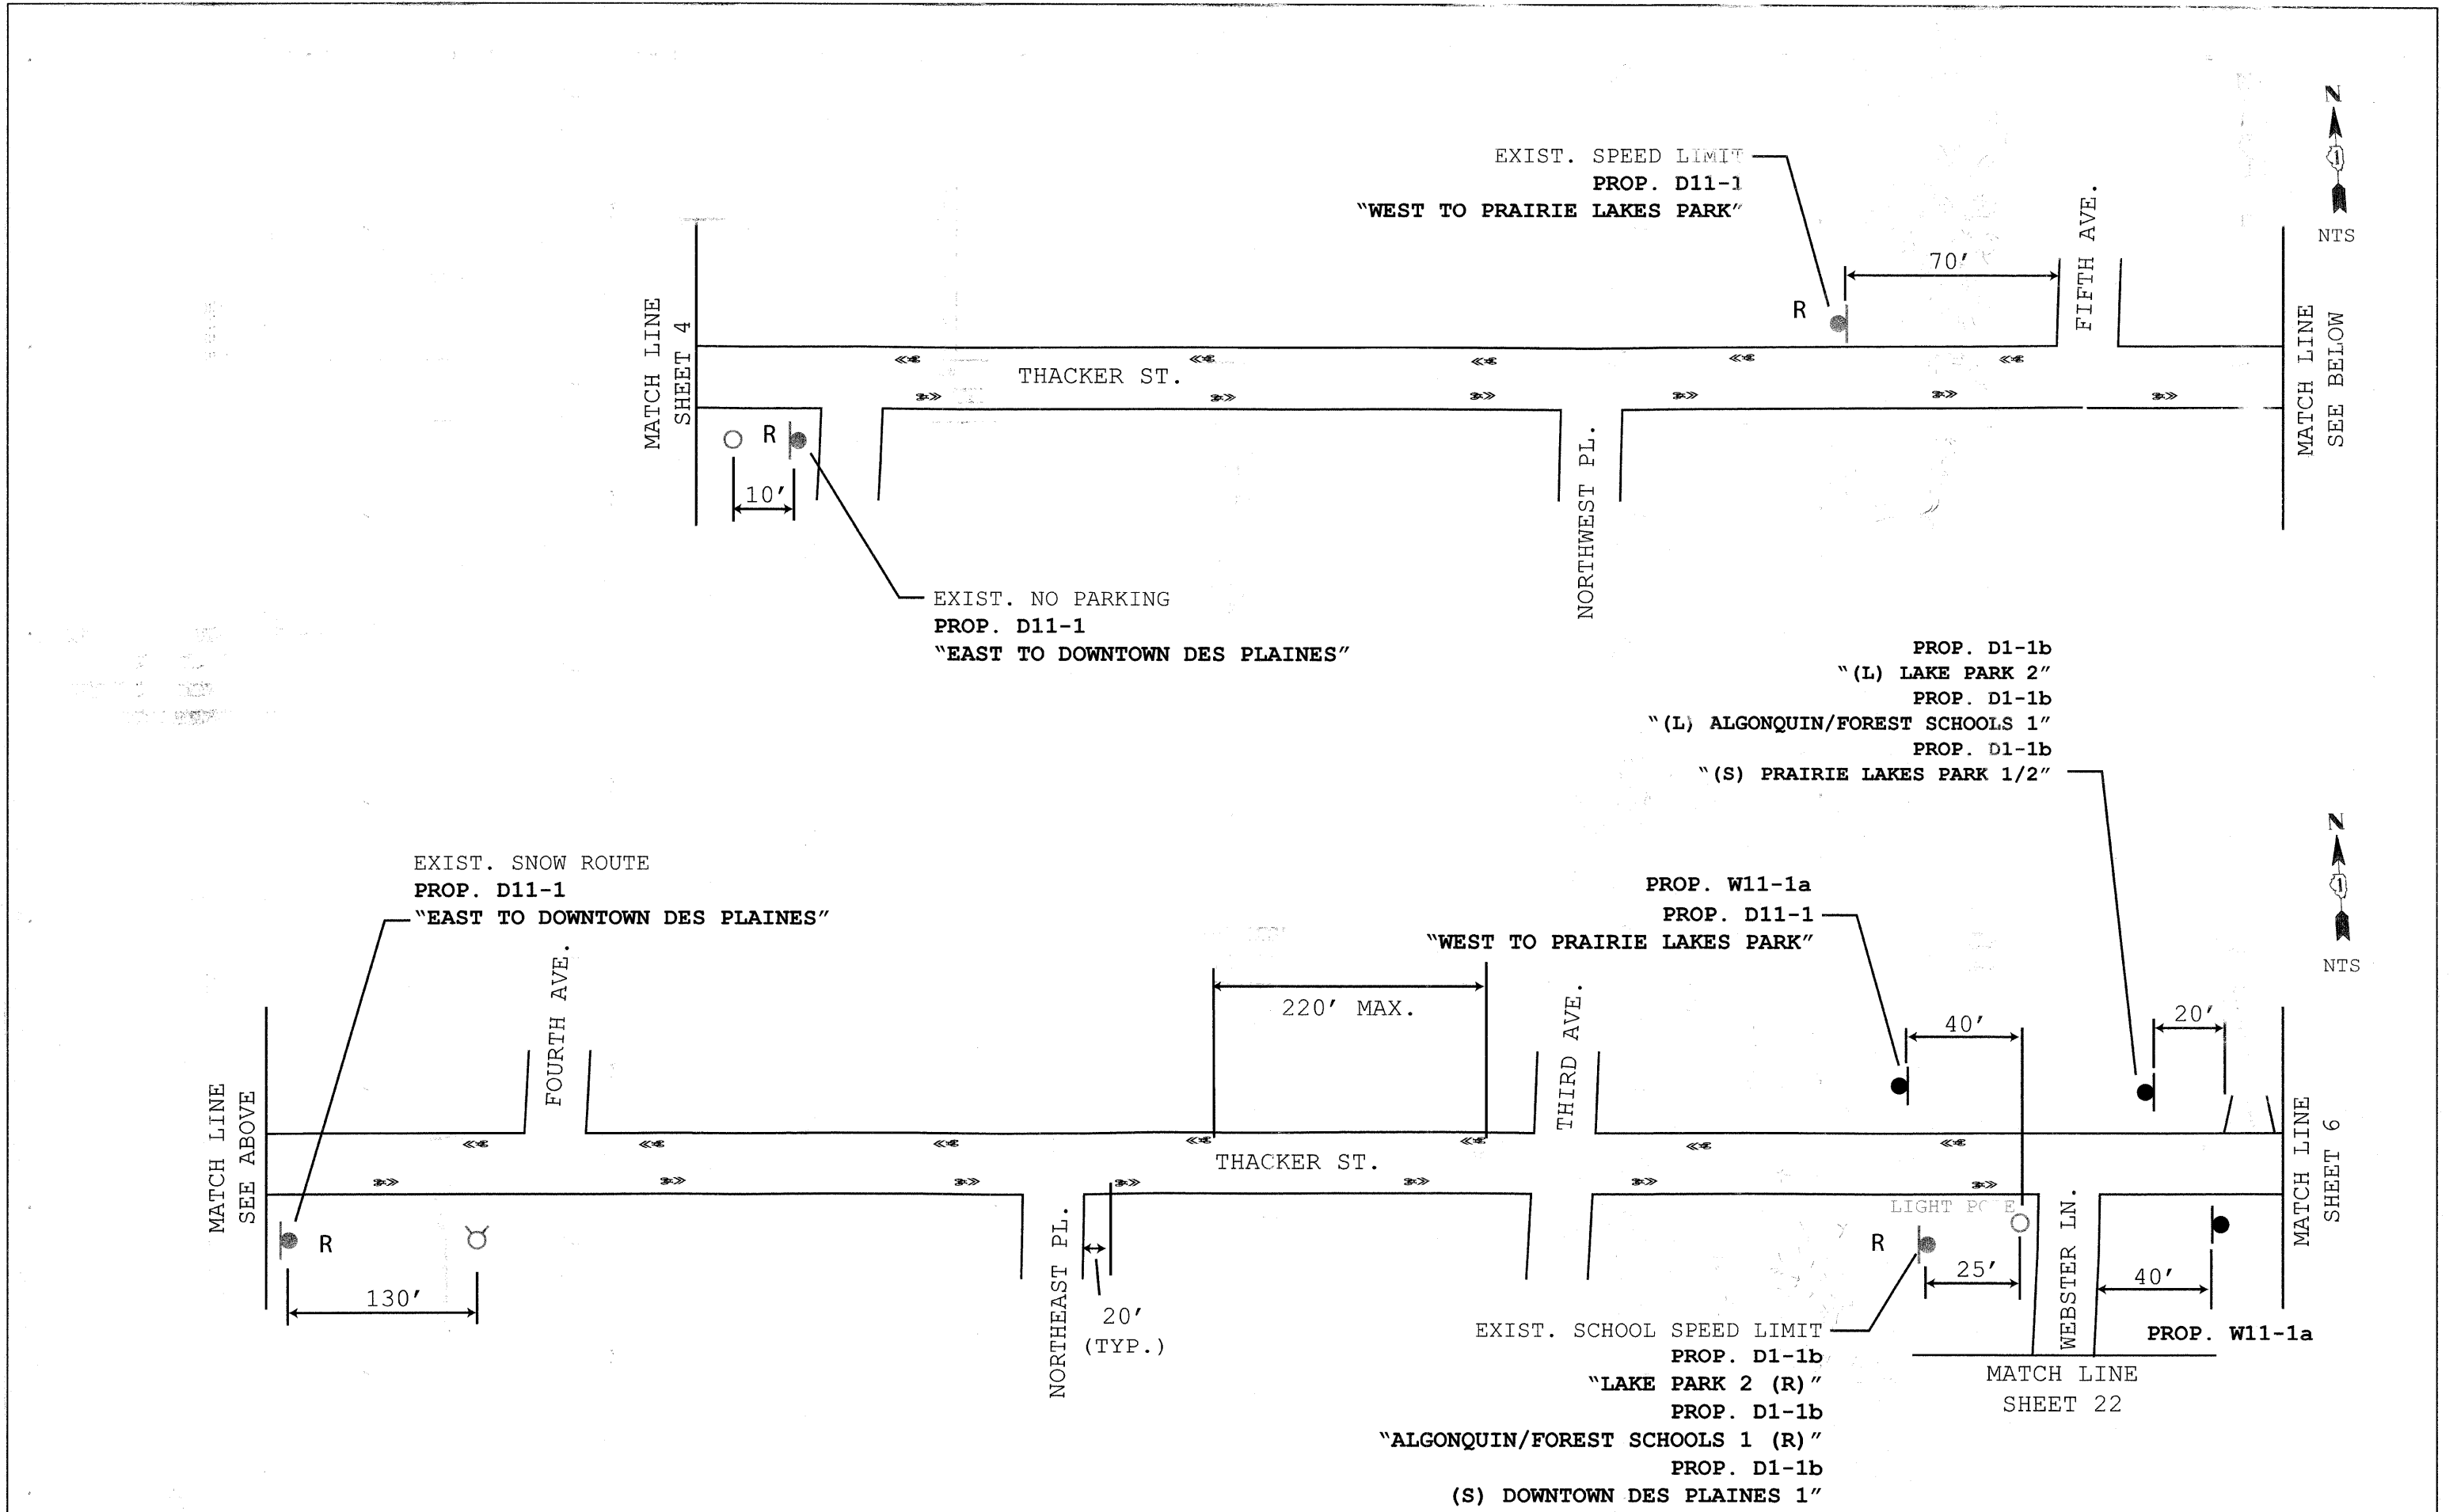 N
1
NTS
EXIST. SPEED LIMIT
PROP. D11-1
"WEST TO PRAIRIE LAKES PARK"
FIFTH AVE.
70'
R
MATCH LINE
SHEET 4
THACKER ST.
MATCH LINE
SEE BELOW
R
10'
NORTHWEST PL.
EXIST. NO PARKING
PROP. D11-1
"EAST TO DOWNTOWN DES PLAINES"
PROP. D1-1b
"(L) LAKE PARK 2"
PROP. D1-1b
"(L) ALGONQUIN/FOREST SCHOOLS 1"
PROP. D1-1b
"(S) PRAIRIE LAKES PARK 1/2"
N
1
NTS
EXIST. SNOW ROUTE
PROP. D11-1
"EAST TO DOWNTOWN DES PLAINES"
PROP. W11-1a
PROP. D11-1
"WEST TO PRAIRIE LAKES PARK"
FOURTH AVE.
220' MAX.
THIRD AVE.
40'
20'
MATCH LINE
SEE ABOVE
THACKER ST.
MATCH LINE
SHEET 6
R
130'
NORTHEAST PL.
20'
(TYP.)
LIGHT POLE
R
25'
WEBSTER LN.
40'
PROP. W11-1a
EXIST. SCHOOL SPEED LIMIT
PROP. D1-1b
"LAKE PARK 2 (R)"
PROP. D1-1b
"ALGONQUIN/FOREST SCHOOLS 1 (R)"
PROP. D1-1b
(S) DOWNTOWN DES PLAINES 1"
MATCH LINE
SHEET 22